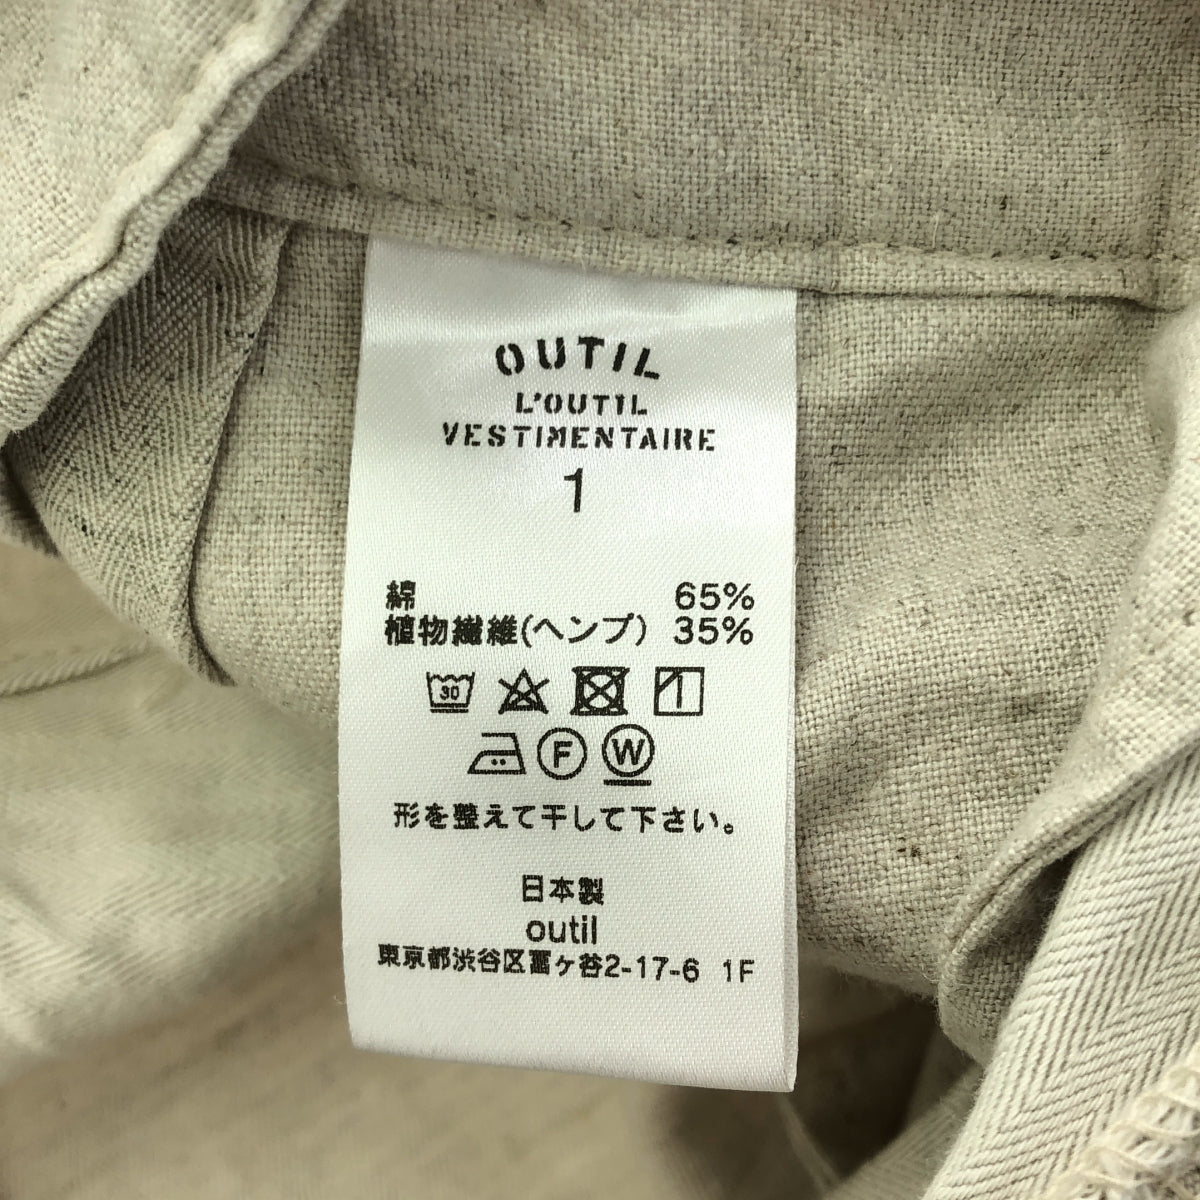 OUTIL
L'OUTIL
VESTIMENTAIRE
1
綿 65%
植物繊維(ヘンプ) 35%
30
F W
形を整えて干して下さい。
日本製
outil
東京都渋谷区富ヶ谷2-17-6 1F